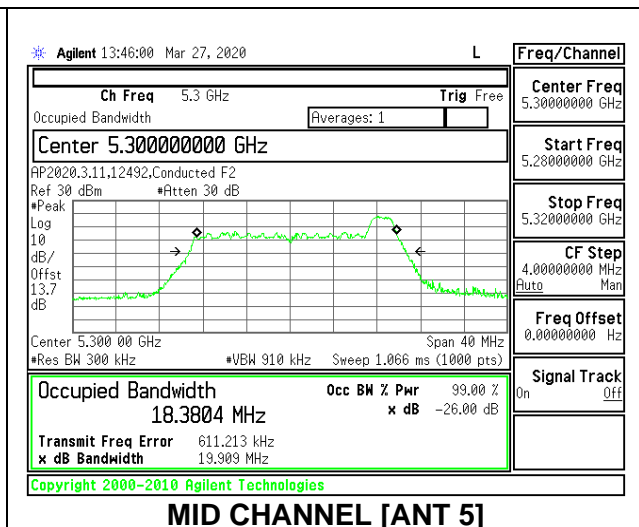 Agilent 13:46:00 Mar 27, 2020 L
Freq/Channel
Ch Freq 5.3 GHz Trig Free
Occupied Bandwidth Averages: 1
Center 5.300000000 GHz
AP2020.3.11,12492,Conducted F2
Ref 30 dBm #Atten 30 dB
#Peak
Log
10
dB/
Offst
13.7
dB
Center 5.300 00 GHz Span 40 MHz
#Res BW 300 kHz #VBW 910 kHz Sweep 1.066 ms (1000 pts)
Occupied Bandwidth Occ BW % Pwr 99.00 %
18.3804 MHz x dB -26.00 dB
Transmit Freq Error 611.213 kHz
x dB Bandwidth 19.909 MHz
Copyright 2000-2010 Agilent Technologies
Center Freq
5.30000000 GHz
Start Freq
5.28000000 GHz
Stop Freq
5.32000000 GHz
CF Step
4.00000000 MHz
Auto Man
Freq Offset
0.00000000 Hz
Signal Track
On Off
MID CHANNEL [ANT 5]